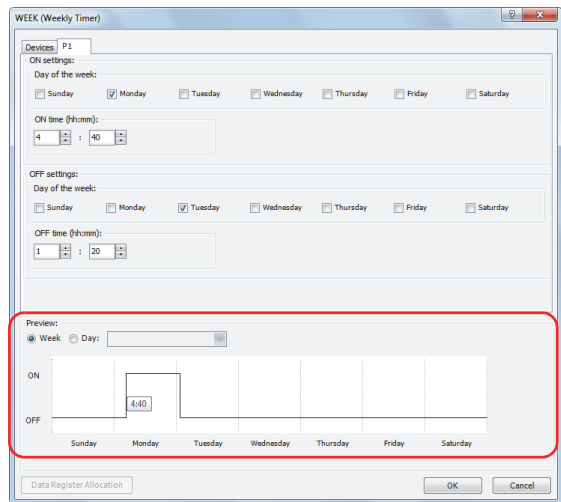 WEEK (Weekly Timer)
Devices P1
ON settings:
Day of the week:
Sunday Monday Tuesday Wednesday Thursday Friday Saturday
ON time (hh:mm):
4 : 40
OFF settings:
Day of the week:
Sunday Monday Tuesday Wednesday Thursday Friday Saturday
OFF time (hh:mm):
1 : 20
Preview:
Week Day:
ON
4:40
OFF
Sunday Monday Tuesday Wednesday Thursday Friday Saturday
Data Register Allocation OK Cancel